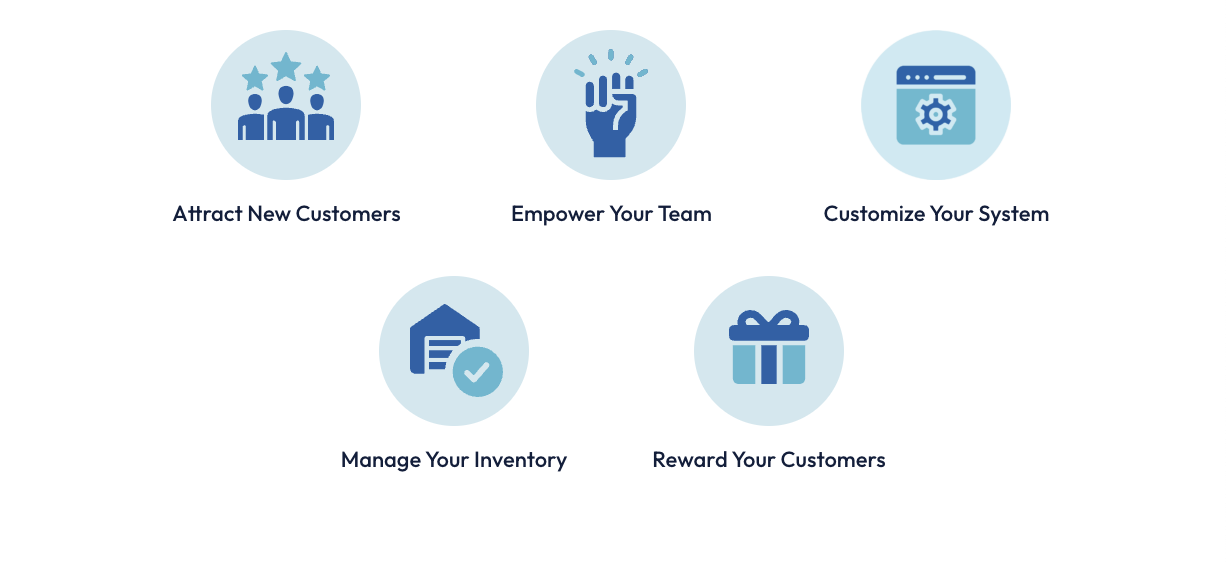 Attract New Customers
Empower Your Team
Customize Your System
Manage Your Inventory
Reward Your Customers